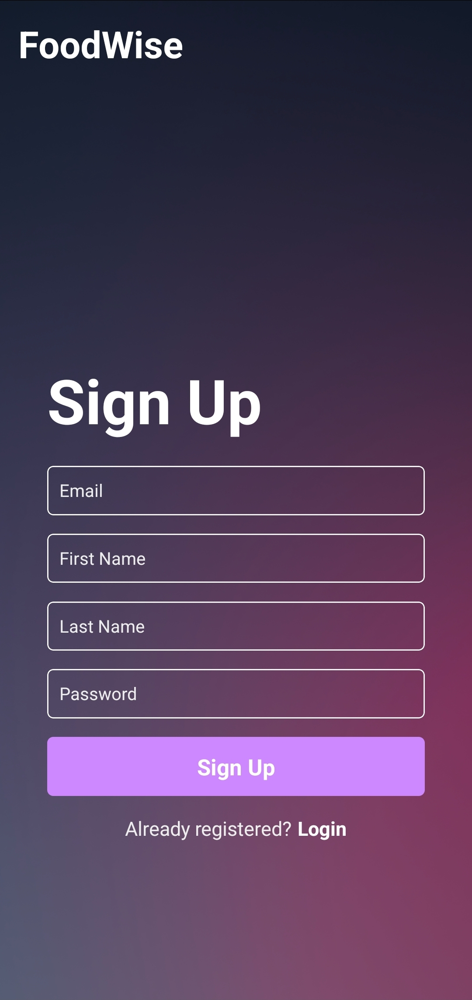 FoodWise
Sign Up
Email
First Name
Last Name
Password
Sign Up
Already registered? Login